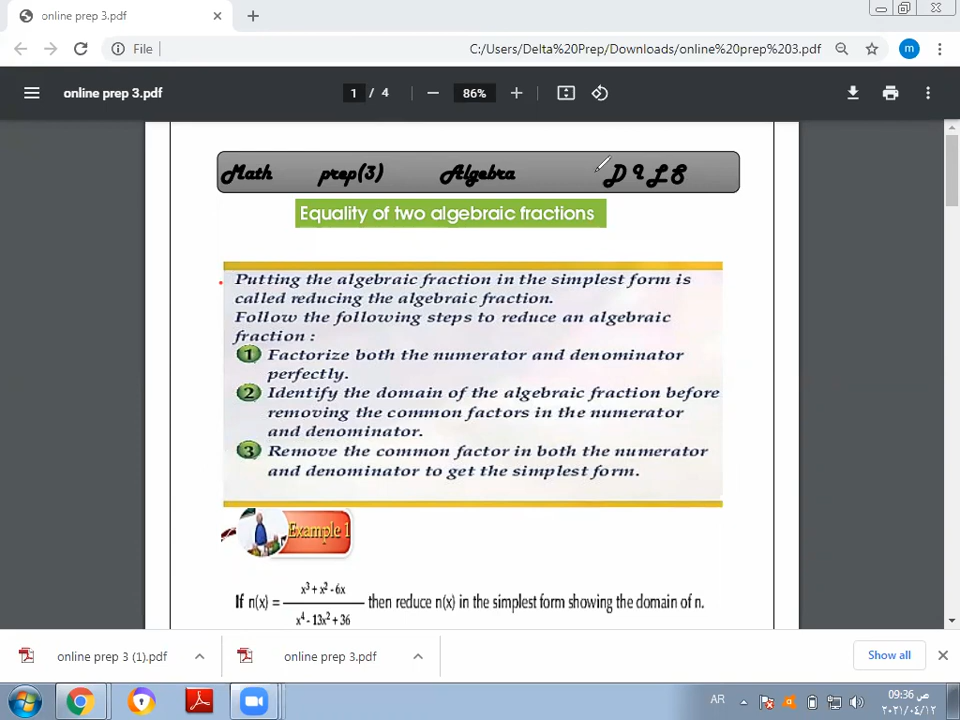 online prep 3.pdf
File
C:/Users/Delta%20Prep/Downloads/online%20prep%203.pdf
m
online prep 3.pdf
1 / 4
86%
Math prep(3) Algebra D I L S
Equality of two algebraic fractions
Putting the algebraic fraction in the simplest form is
called reducing the algebraic fraction.
Follow the following steps to reduce an algebraic
fraction :
1 Factorize both the numerator and denominator
perfectly.
2 Identify the domain of the algebraic fraction before
removing the common factors in the numerator
and denominator.
3 Remove the common factor in both the numerator
and denominator to get the simplest form.
Example 1
x³ + x² - 6x
If n(x) = then reduce n(x) in the simplest form showing the domain of n.
x⁴ - 13x² + 36
online prep 3 (1).pdf
online prep 3.pdf
Show all
AR
09:36 ص
٢٠٢١/٠٤/١٢